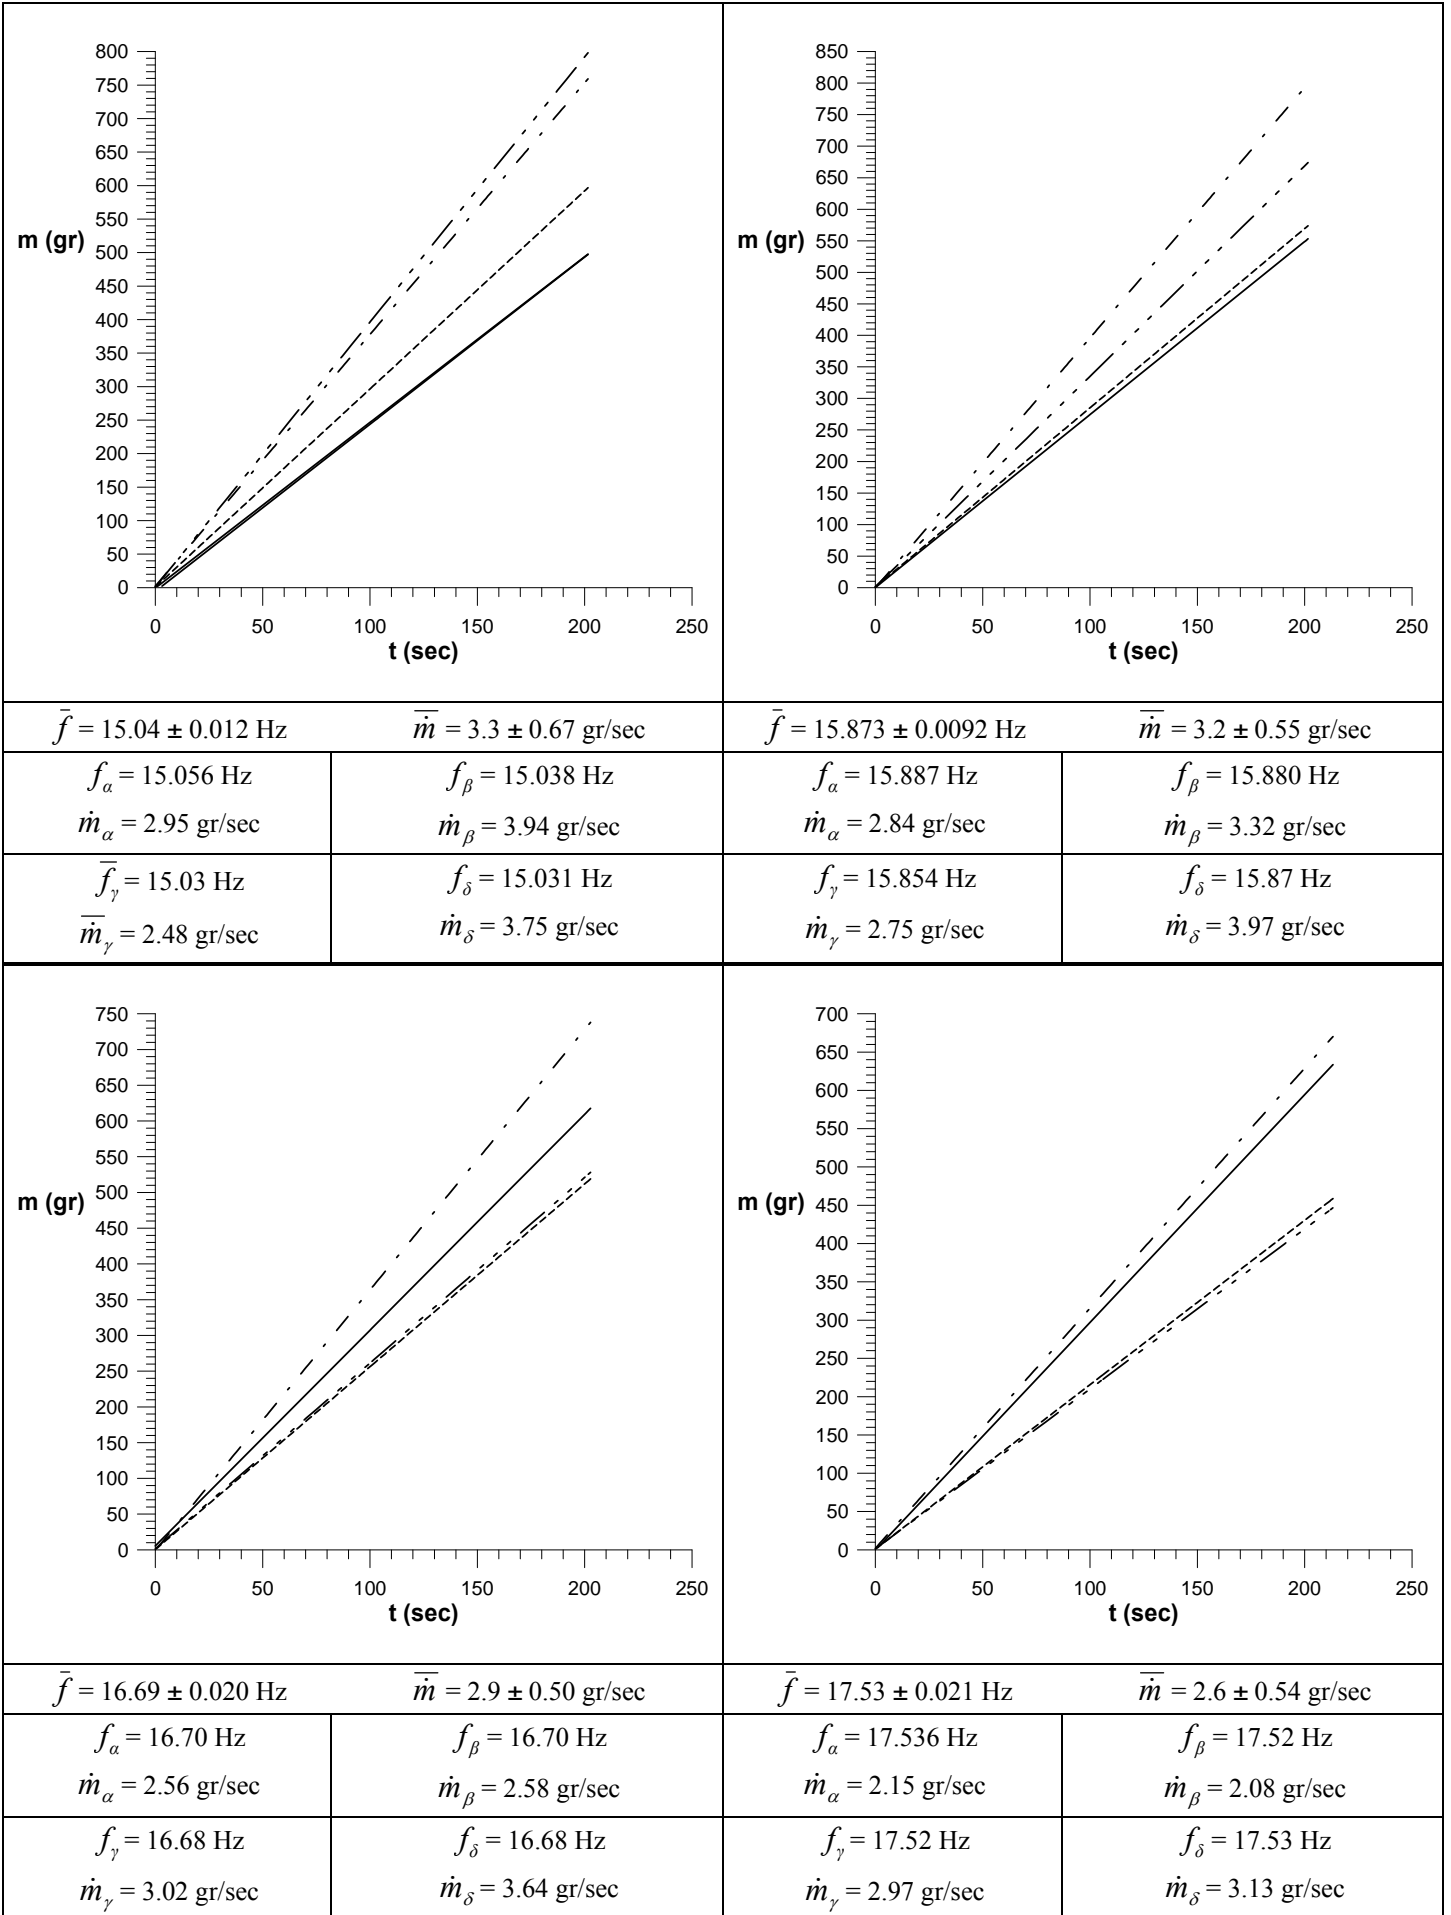 800
750
700
650
600
550
500
450
400
350
300
250
200
150
100
50
0
m (gr)
0 50 100 150 200 250
t (sec)
850
800
750
700
650
600
550
500
450
400
350
300
250
200
150
100
50
0
m (gr)
0 50 100 150 200 250
t (sec)
f̄ = 15.04 ± 0.012 Hz m̄̇ = 3.3 ± 0.67 gr/sec
f̄ = 15.873 ± 0.0092 Hz m̄̇ = 3.2 ± 0.55 gr/sec
f_α = 15.056 Hz
ṁ_α = 2.95 gr/sec
f_β = 15.038 Hz
ṁ_β = 3.94 gr/sec
f_α = 15.887 Hz
ṁ_α = 2.84 gr/sec
f_β = 15.880 Hz
ṁ_β = 3.32 gr/sec
f̄_γ = 15.03 Hz
m̄̇_γ = 2.48 gr/sec
f_δ = 15.031 Hz
ṁ_δ = 3.75 gr/sec
f_γ = 15.854 Hz
ṁ_γ = 2.75 gr/sec
f_δ = 15.87 Hz
ṁ_δ = 3.97 gr/sec
750
700
650
600
550
500
450
400
350
300
250
200
150
100
50
0
m (gr)
0 50 100 150 200 250
t (sec)
700
650
600
550
500
450
400
350
300
250
200
150
100
50
0
m (gr)
0 50 100 150 200 250
t (sec)
f̄ = 16.69 ± 0.020 Hz m̄̇ = 2.9 ± 0.50 gr/sec
f̄ = 17.53 ± 0.021 Hz m̄̇ = 2.6 ± 0.54 gr/sec
f_α = 16.70 Hz
ṁ_α = 2.56 gr/sec
f_β = 16.70 Hz
ṁ_β = 2.58 gr/sec
f_α = 17.536 Hz
ṁ_α = 2.15 gr/sec
f_β = 17.52 Hz
ṁ_β = 2.08 gr/sec
f_γ = 16.68 Hz
ṁ_γ = 3.02 gr/sec
f_δ = 16.68 Hz
ṁ_δ = 3.64 gr/sec
f_γ = 17.52 Hz
ṁ_γ = 2.97 gr/sec
f_δ = 17.53 Hz
ṁ_δ = 3.13 gr/sec